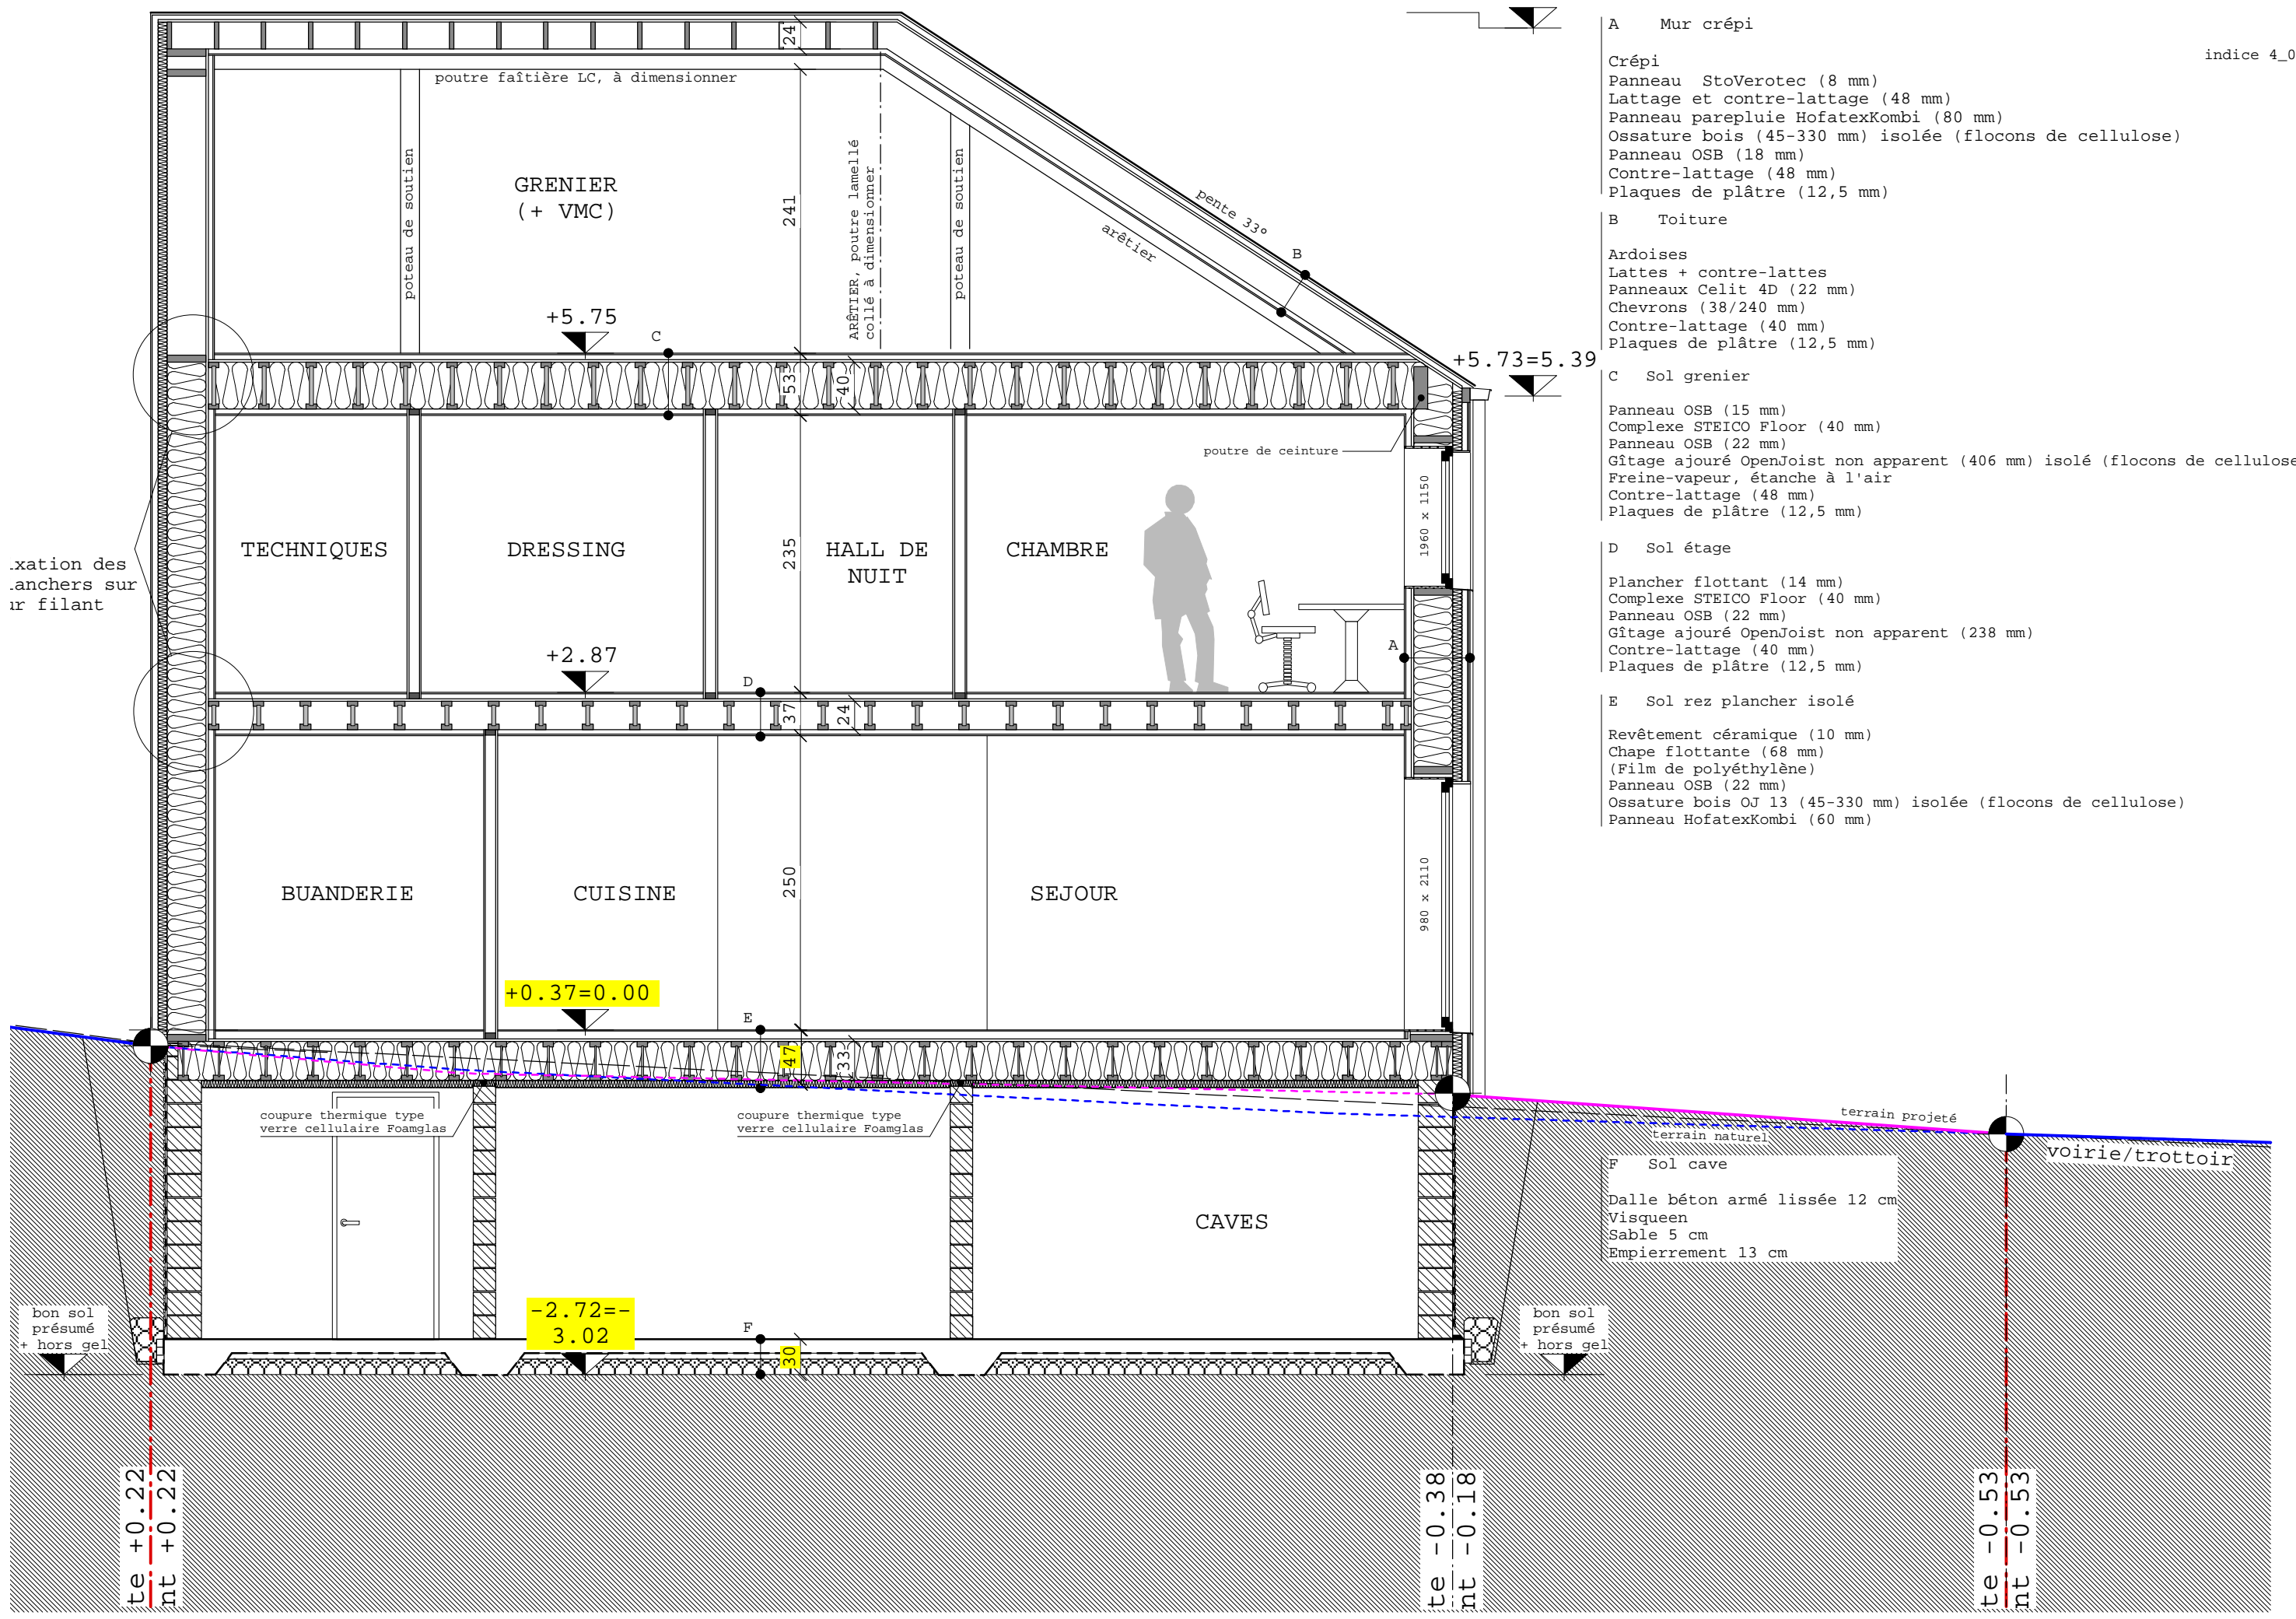 24
poutre faîtière LC, à dimensionner
GRENIER
(+ VMC)
poteau de soutien
241
ARÊTIER, poutre lamellé
collé à dimensionner
poteau de soutien
pente 33°
arêtier
B
+5.75
C
+5.73=5.39
53
40
poutre de ceinture
TECHNIQUES
DRESSING
235
HALL DE
NUIT
CHAMBRE
1960 x 1150
anchers sur
ur filant
A
+2.87
D
37
24
BUANDERIE
CUISINE
250
SEJOUR
980 x 2110
+0.37=0.00
E
47
33
coupure thermique type
verre cellulaire Foamglas
coupure thermique type
verre cellulaire Foamglas
terrain projeté
terrain naturel
voirie/trottoir
CAVES
bon sol
présumé
+ hors gel
-2.72=-
3.02
F
30
bon sol
présumé
+ hors gel
te +0.22
nt +0.22
te -0.38
nt -0.18
te -0.53
nt -0.53
indice 4_0
A Mur crépi
Crépi
Panneau StoVerotec (8 mm)
Lattage et contre-lattage (48 mm)
Panneau parepluie HofatexKombi (80 mm)
Ossature bois (45-330 mm) isolée (flocons de cellulose)
Panneau OSB (18 mm)
Contre-lattage (48 mm)
Plaques de plâtre (12,5 mm)
B Toiture
Ardoises
Lattes + contre-lattes
Panneaux Celit 4D (22 mm)
Chevrons (38/240 mm)
Contre-lattage (40 mm)
Plaques de plâtre (12,5 mm)
C Sol grenier
Panneau OSB (15 mm)
Complexe STEICO Floor (40 mm)
Panneau OSB (22 mm)
Gîtage ajouré OpenJoist non apparent (406 mm) isolé (flocons de cellulose
Freine-vapeur, étanche à l'air
Contre-lattage (48 mm)
Plaques de plâtre (12,5 mm)
D Sol étage
Plancher flottant (14 mm)
Complexe STEICO Floor (40 mm)
Panneau OSB (22 mm)
Gîtage ajouré OpenJoist non apparent (238 mm)
Contre-lattage (40 mm)
Plaques de plâtre (12,5 mm)
E Sol rez plancher isolé
Revêtement céramique (10 mm)
Chape flottante (68 mm)
(Film de polyéthylène)
Panneau OSB (22 mm)
Ossature bois OJ 13 (45-330 mm) isolée (flocons de cellulose)
Panneau HofatexKombi (60 mm)
F Sol cave
Dalle béton armé lissée 12 cm
Visqueen
Sable 5 cm
Empierrement 13 cm